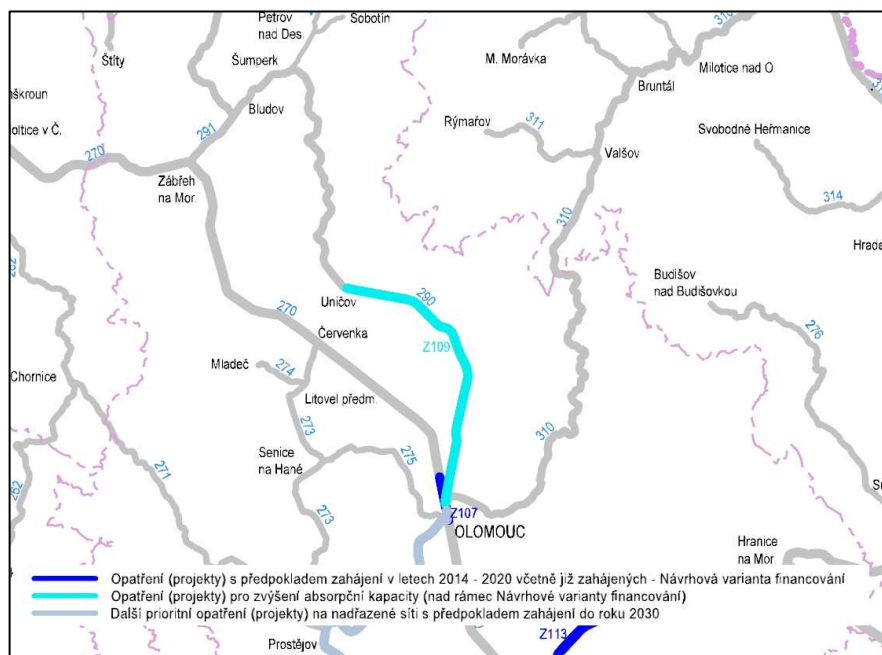 Petrov
nad Des.
Sobotín
310
Štíty
Šumperk
M. Morávka
Milotice nad O.
Bruntál
Bludov
Rýmařov
311
Svobodné Heřmanice
oltice v Č.
291
270
Valšov
Zábřeh
na Mor.
310
314
Hrade
Budišov
nad Budišovkou
Uničov
290
270
276
Červenka
Z109
Mladeč
274
Chornice
Litovel předm.
273
310
275
Senice
na Hané
271
262
273
Z107
OLOMOUC
Hranice
na Mor.
Opatření (projekty) s předpokladem zahájení v letech 2014 - 2020 včetně již zahájených - Návrhová varianta financování
Opatření (projekty) pro zvýšení absorpční kapacity (nad rámec Návrhové varianty financování)
Další prioritní opatření (projekty) na nadřazené síti s předpokladem zahájení do roku 2030
Prostějov
Z113